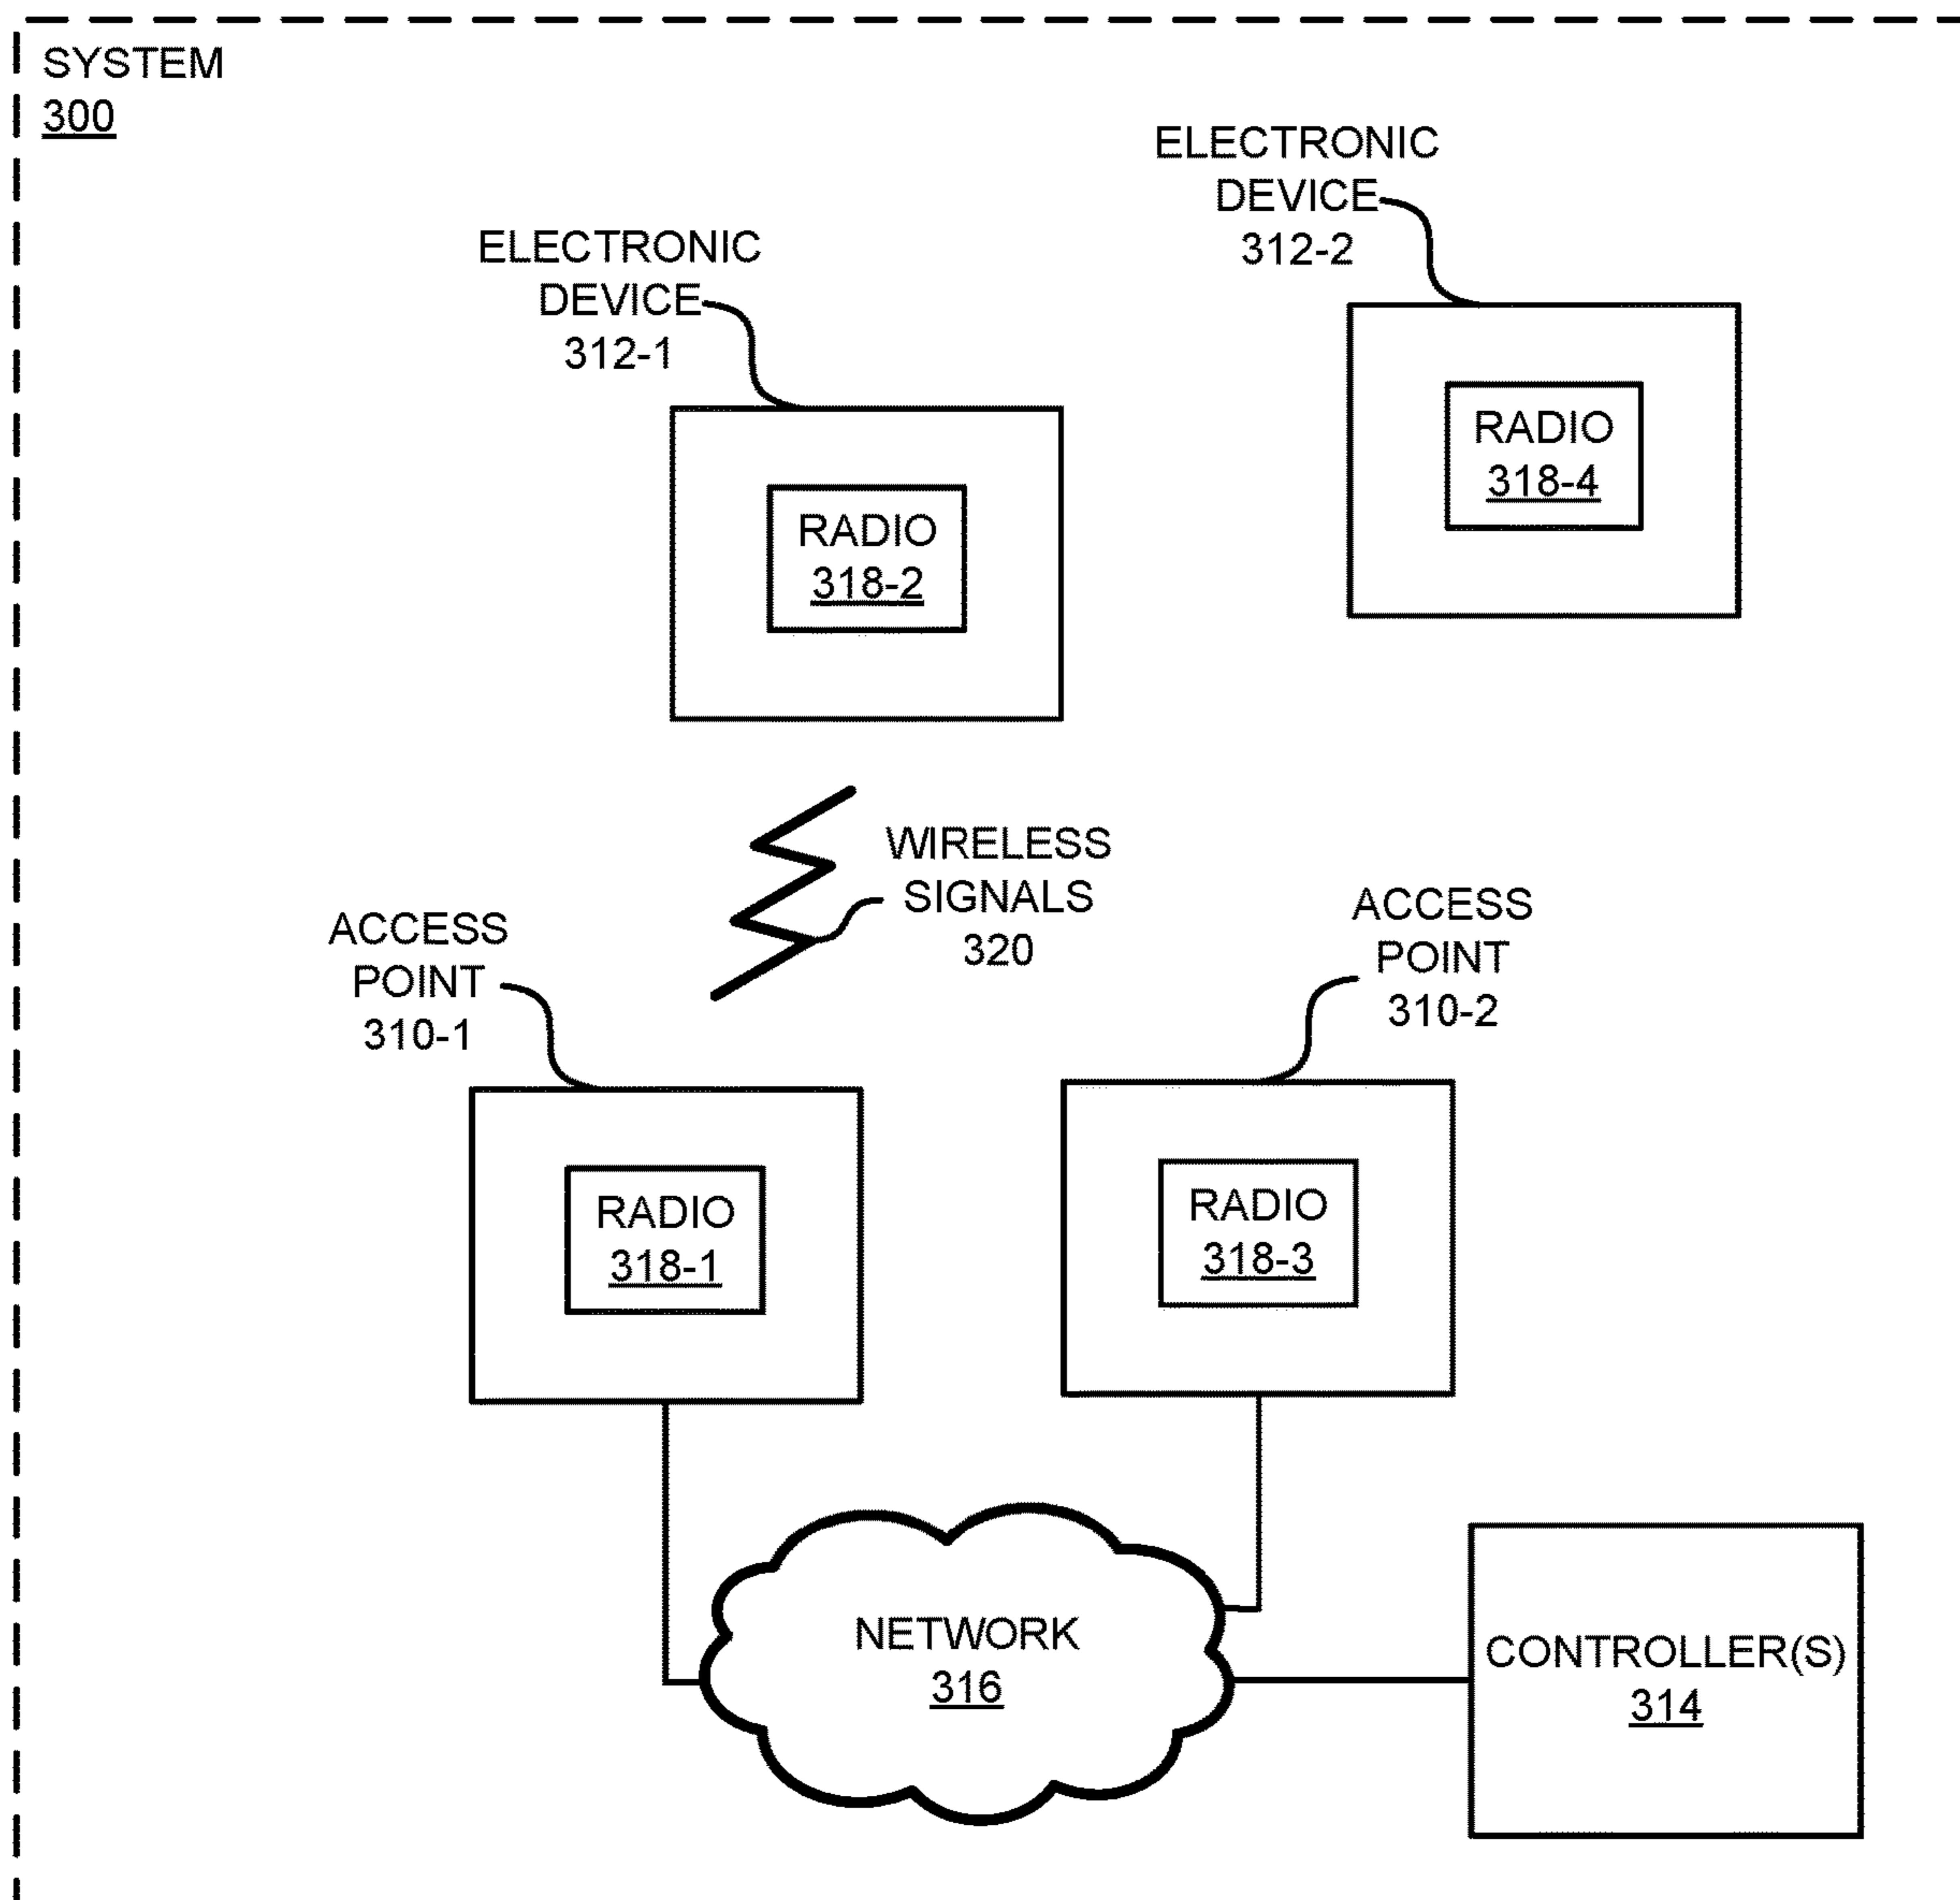 SYSTEM
300
ELECTRONIC
DEVICE
312-2
ELECTRONIC
DEVICE
312-1
RADIO
318-4
RADIO
318-2
WIRELESS
SIGNALS
320
ACCESS
POINT
310-1
ACCESS
POINT
310-2
RADIO
318-1
RADIO
318-3
NETWORK
316
CONTROLLER(S)
314